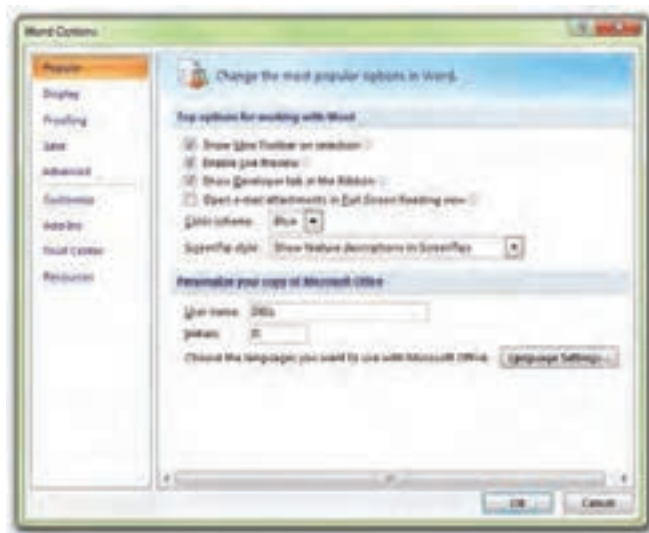 Word Options
Popular
Display
Proofing
Save
Advanced
Customize
Add-Ins
Trust Center
Resources
Change the most popular options in Word.
Top options for working with Word
Show Mini Toolbar on selection
Enable Live Preview
Show Developer tab in the Ribbon
Open e-mail attachments in Full Screen Reading view
Color scheme: Blue
ScreenTip style: Show feature descriptions in ScreenTips
Personalize your copy of Microsoft Office
User name:
Initials:
Choose the languages you want to use with Microsoft Office: Language Settings...
OK Cancel